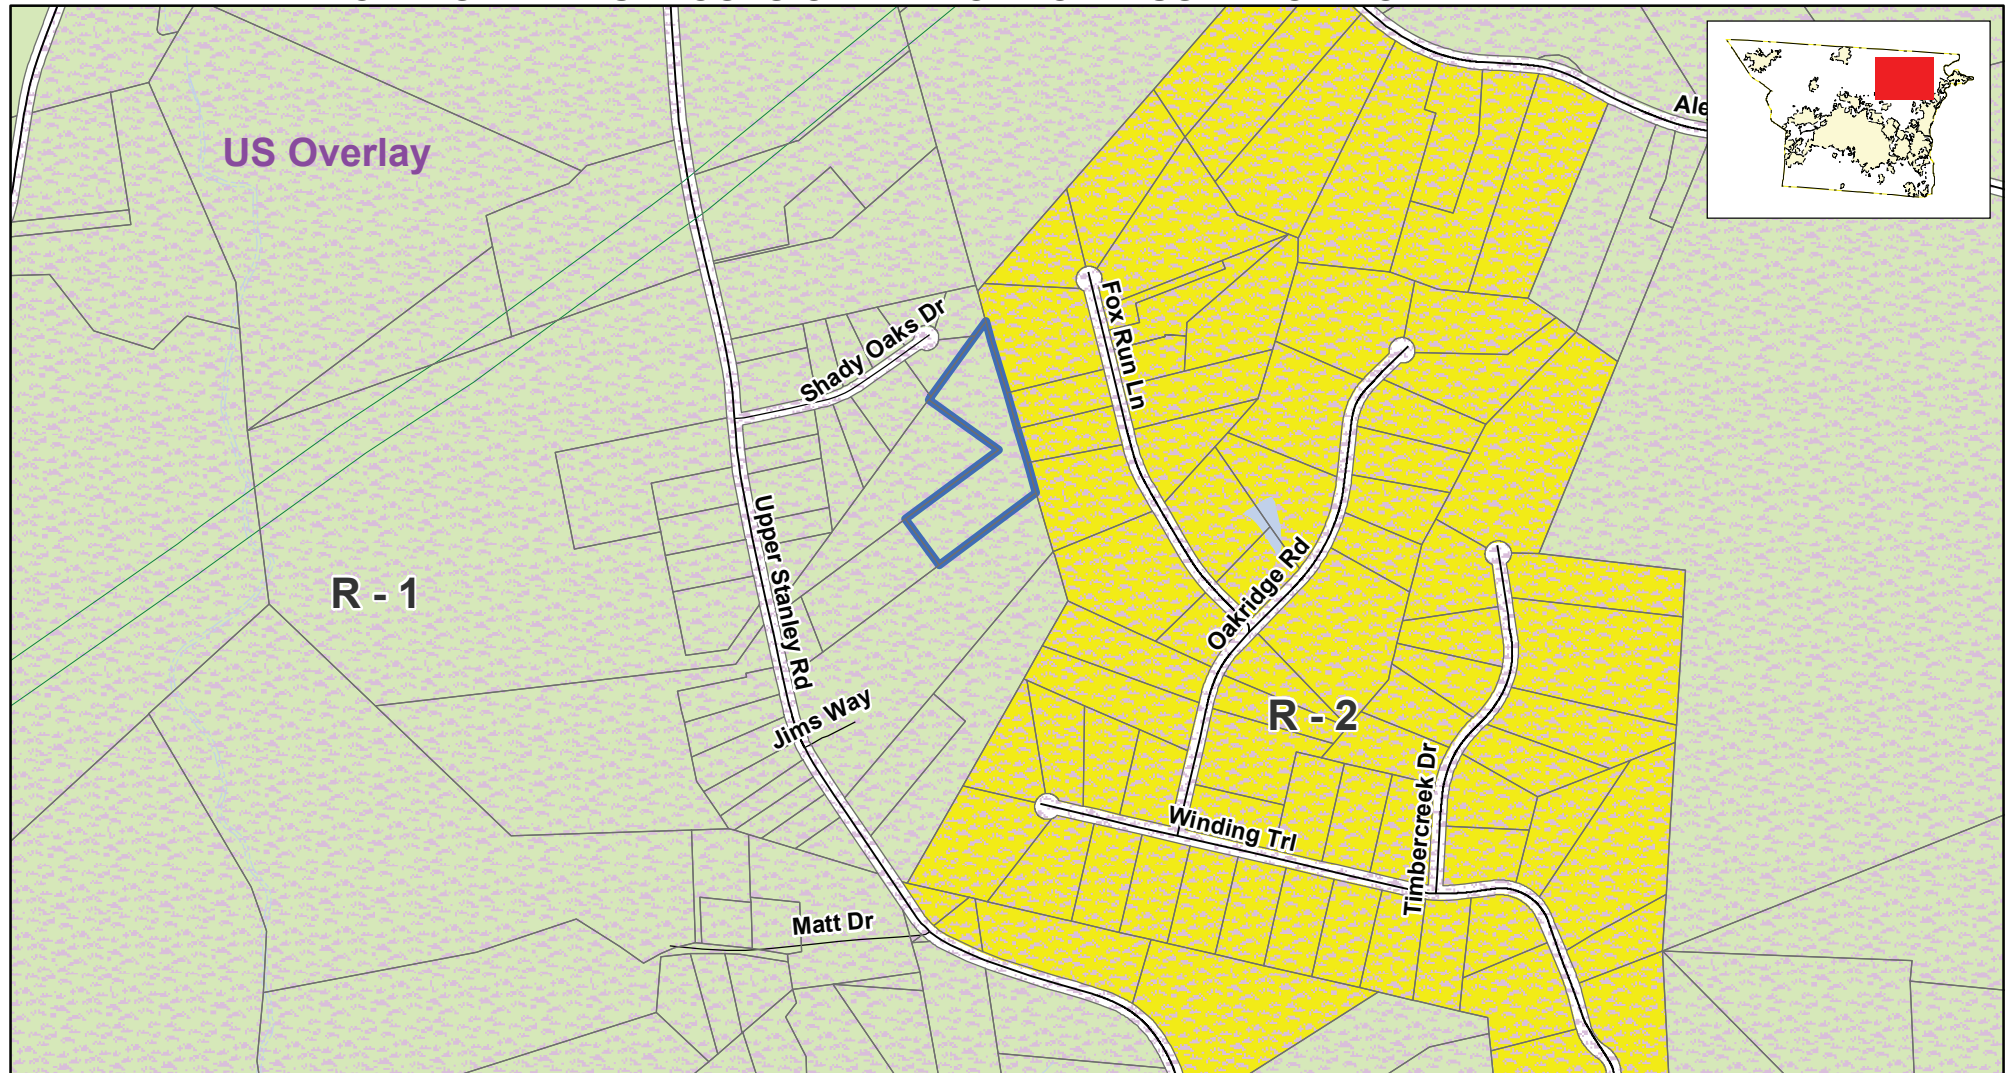 US Overlay
Shady Oaks Dr
Fox Run Ln
Upper Stanley Rd
Oakridge Rd
R - 1
R - 2
Jims Way
Winding Trl
Timbercreek Dr
Matt Dr